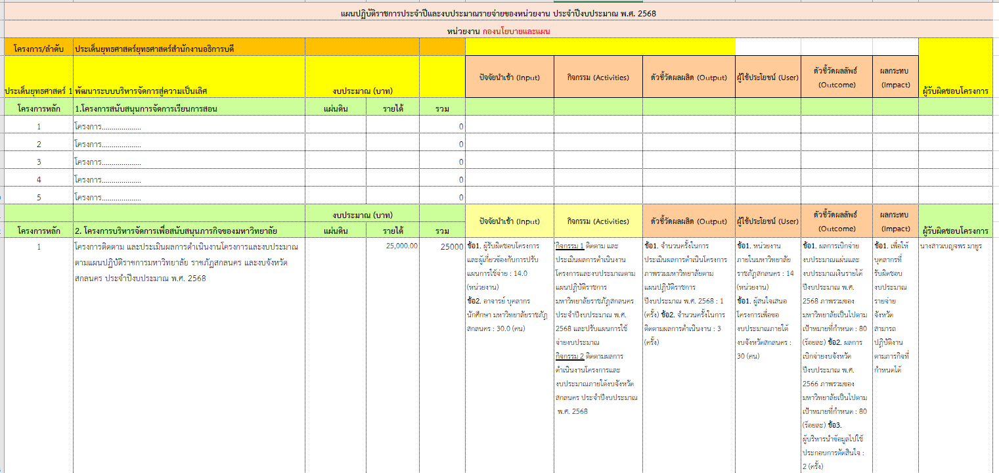 แผนปฏิบัติราชการประจำปีและงบประมาณรายจ่ายของหน่วยงาน ประจำปีงบประมาณ พ.ศ. 2568
หน่วยงาน กองนโยบายและแผน
โครงการ/ลำดับ ประเด็นยุทธศาสตร์ยุทธศาสตร์สำนักงานอธิการบดี
ประเด็นยุทธศาสตร์ 1 พัฒนาระบบบริหารจัดการสู่ความเป็นเลิศ งบประมาณ (บาท) ปัจจัยนำเข้า (Input) กิจกรรม (Activities) ตัวชี้วัดผลผลิต (Output) ผู้ใช้ประโยชน์ (User) ตัวชี้วัดผลลัพธ์ (Outcome) ผลกระทบ (Impact) ผู้รับผิดชอบโครงการ
โครงการหลัก 1.โครงการสนับสนุนการจัดการเรียนการสอน แผ่นดิน รายได้ รวม
1 โครงการ.................... 0
2 โครงการ.................... 0
3 โครงการ.................... 0
4 โครงการ.................... 0
5 โครงการ.................... 0
งบประมาณ (บาท) ปัจจัยนำเข้า (Input) กิจกรรม (Activities) ตัวชี้วัดผลผลิต (Output) ผู้ใช้ประโยชน์ (User) ตัวชี้วัดผลลัพธ์ (Outcome) ผลกระทบ (Impact)
โครงการหลัก 2. โครงการบริหารจัดการเพื่อสนับสนุนภารกิจของมหาวิทยาลัย แผ่นดิน รายได้ รวม ผู้รับผิดชอบโครงการ
1
โครงการติดตาม และประเมินผลการดำเนินงานโครงการและงบประมาณ
ตามแผนปฏิบัติราชการมหาวิทยาลัย ราชภัฏสกลนคร และงบจังหวัด
สกลนคร ประจำปีงบประมาณ พ.ศ. 2568
25,000.00
25000
ข้อ1. ผู้รับผิดชอบโครงการ
และผู้เกี่ยวข้องกับการปรับ
แผนการใช้จ่าย : 14.0
(หน่วยงาน)
ข้อ2. อาจารย์ บุคลากร
นักศึกษา มหาวิทยาลัยราชภัฏ
สกลนคร : 30.0 (คน)
กิจกรรม 1 ติดตาม และ
ประเมินผลการดำเนินงาน
โครงการและงบประมาณตาม
แผนปฏิบัติราชการ
มหาวิทยาลัยราชภัฏสกลนคร
ประจำปีงบประมาณ พ.ศ.
2568 และปรับแผนการใช้
จ่ายงบประมาณ
กิจกรรม 2 ติดตามผลการ
ดำเนินงานโครงการและ
งบประมาณภายใต้งบจังหวัด
สกลนคร ประจำปีงบประมาณ
พ.ศ. 2568
ข้อ1. จำนวนครั้งในการ
ประเมินผลการดำเนินโครงการ
ภาพรวมมหาวิทยาลัยตาม
แผนปฏิบัติราชการ
ปีงบประมาณ พ.ศ. 2568 : 1
(ครั้ง) ข้อ2. จำนวนครั้งในการ
ติดตามผลการดำเนินงาน : 3
(ครั้ง)
ข้อ1. หน่วยงาน
ภายในมหาวิทยาลัย
ราชภัฏสกลนคร : 14
(หน่วยงาน)
ข้อ1. ผู้สนใจเสนอ
โครงการเพื่อขอ
งบประมาณภายใต้
งบจังหวัดสกลนคร :
30 (คน)
ข้อ1. ผลการเบิกจ่าย
งบประมาณแผ่นและ
งบประมาณเงินรายได้
ปีงบประมาณ พ.ศ.
2568 ภาพรวมของ
มหาวิทยาลัยเป็นไปตาม
เป้าหมายที่กำหนด : 80
(ร้อยละ) ข้อ2. ผลการ
เบิกจ่ายงบจังหวัด
ปีงบประมาณ พ.ศ.
2566 ภาพรวมของ
มหาวิทยาลัยเป็นไปตาม
เป้าหมายที่กำหนด : 80
(ร้อยละ) ข้อ3.
ผู้บริหารนำข้อมูลไปใช้
ประกอบการตัดสินใจ :
2 (ครั้ง)
ข้อ1. เพื่อให้
บุคลากรที่
รับผิดชอบ
งบประมาณ
รายจ่าย
จังหวัด
สามารถ
ปฏิบัติงาน
ตามภารกิจที่
กำหนดได้
นางสาวเบญจพร มายูร